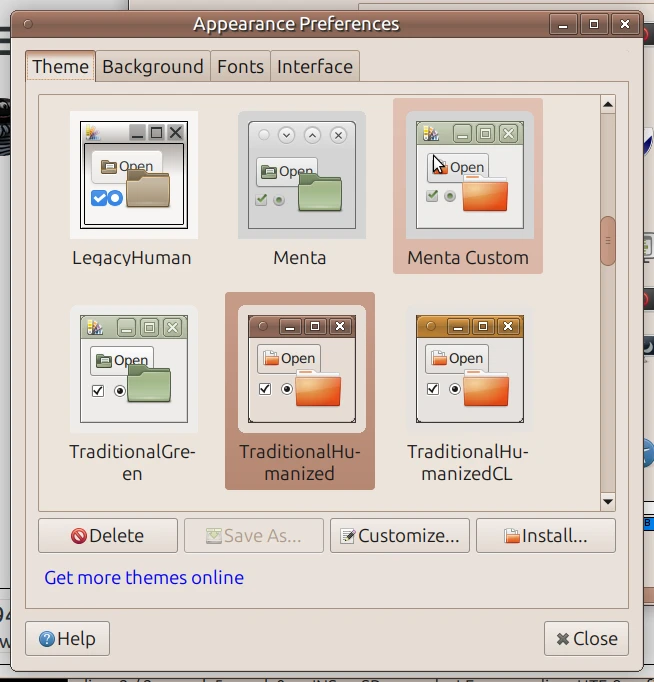 Appearance Preferences
Theme Background Fonts Interface
Open Open Open
LegacyHuman Menta Menta Custom
Open Open Open
TraditionalGre- TraditionalHu- TraditionalHu-
en manized manizedCL
Delete Save As... Customize... Install...
Get more themes online
Help Close